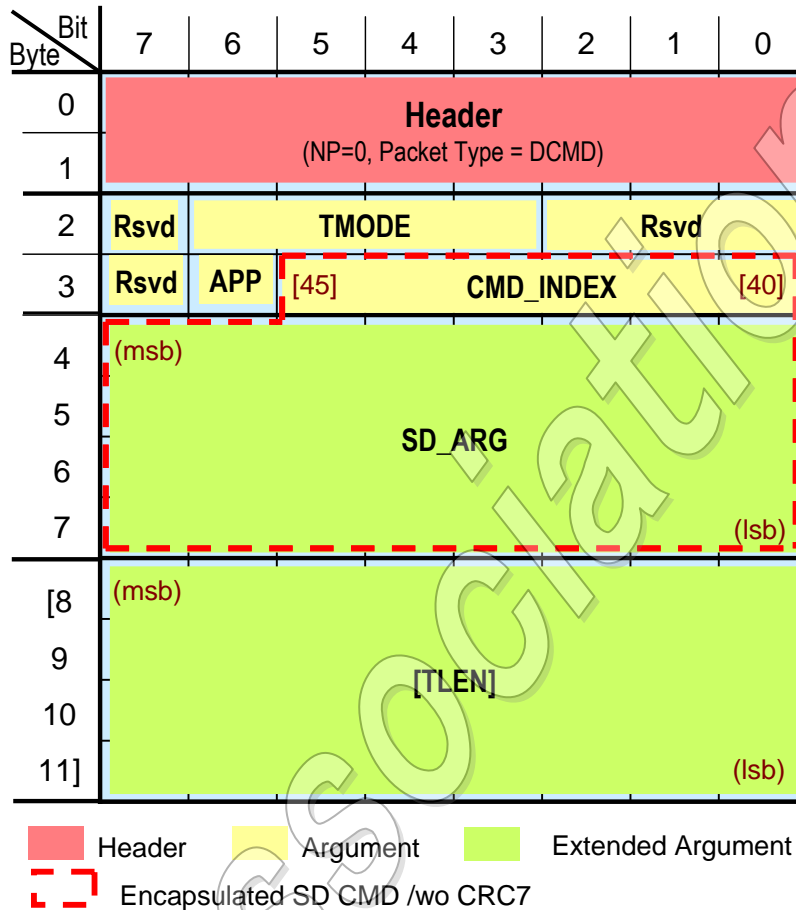 Bit
Byte
7 6 5 4 3 2 1 0
0
Header
(NP=0, Packet Type = DCMD)
1
2 Rsvd TMODE Rsvd
3 Rsvd APP [45] CMD_INDEX [40]
(msb)
4
5
SD_ARG
6
7 (lsb)
[8 (msb)
9
[TLEN]
10
11] (lsb)
Header Argument Extended Argument
Encapsulated SD CMD /wo CRC7